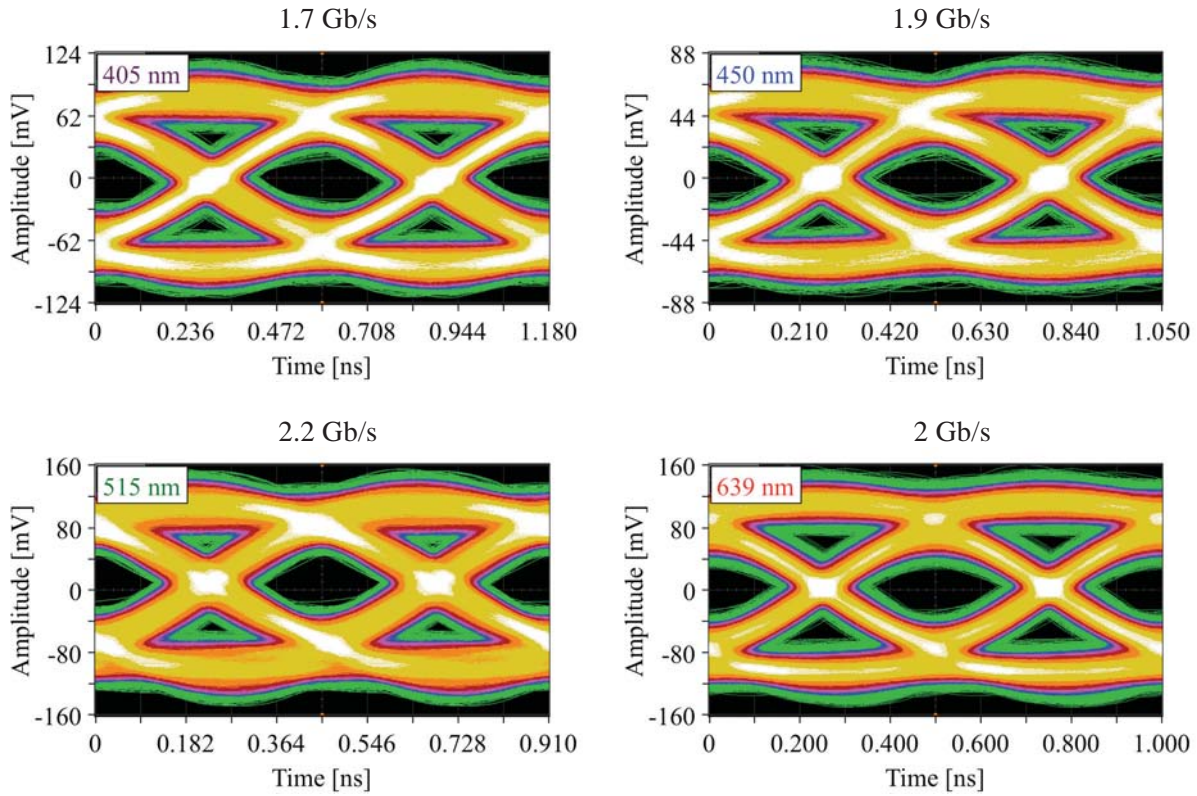 1.7 Gb/s
405 nm
Amplitude [mV]
124
62
0
-62
-124
0 0.236 0.472 0.708 0.944 1.180
Time [ns]
1.9 Gb/s
450 nm
Amplitude [mV]
88
44
0
-44
-88
0 0.210 0.420 0.630 0.840 1.050
Time [ns]
2.2 Gb/s
515 nm
Amplitude [mV]
160
80
0
-80
-160
0 0.182 0.364 0.546 0.728 0.910
Time [ns]
2 Gb/s
639 nm
Amplitude [mV]
160
80
0
-80
-160
0 0.200 0.400 0.600 0.800 1.000
Time [ns]